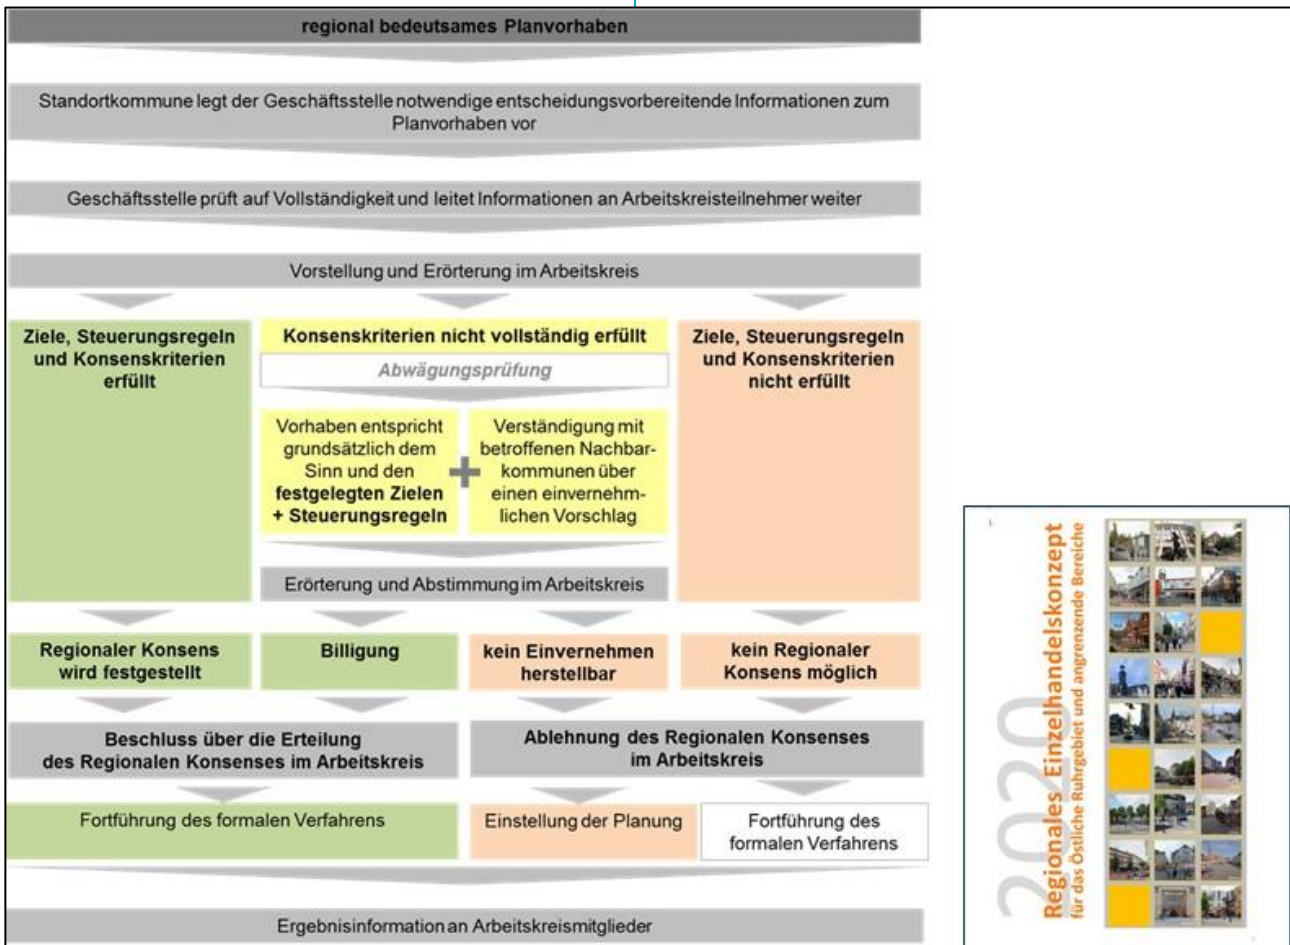 regional bedeutsames Planvorhaben
Standortkommune legt der Geschäftsstelle notwendige entscheidungsvorbereitende Informationen zum
Planvorhaben vor
Geschäftsstelle prüft auf Vollständigkeit und leitet Informationen an Arbeitskreisteilnehmer weiter
Vorstellung und Erörterung im Arbeitskreis
Ziele, Steuerungsregeln
und Konsenskriterien
erfüllt
Konsenskriterien nicht vollständig erfüllt
Abwägungsprüfung
Vorhaben entspricht
grundsätzlich dem
Sinn und den
festgelegten Zielen
+ Steuerungsregeln
Verständigung mit
betroffenen Nachbar-
kommunen über
einen einvernehm-
lichen Vorschlag
Ziele, Steuerungsregeln
und Konsenskriterien
nicht erfüllt
Erörterung und Abstimmung im Arbeitskreis
Regionaler Konsens
wird festgestellt
Billigung
kein Einvernehmen
herstellbar
kein Regionaler
Konsens möglich
Beschluss über die Erteilung
des Regionalen Konsenses im Arbeitskreis
Ablehnung des Regionalen Konsenses
im Arbeitskreis
Fortführung des formalen Verfahrens
Einstellung der Planung
Fortführung des
formalen Verfahrens
Ergebnisinformation an Arbeitskreismitglieder
2020
Regionales Einzelhandelskonzept
für das Östliche Ruhrgebiet und angrenzende Bereiche